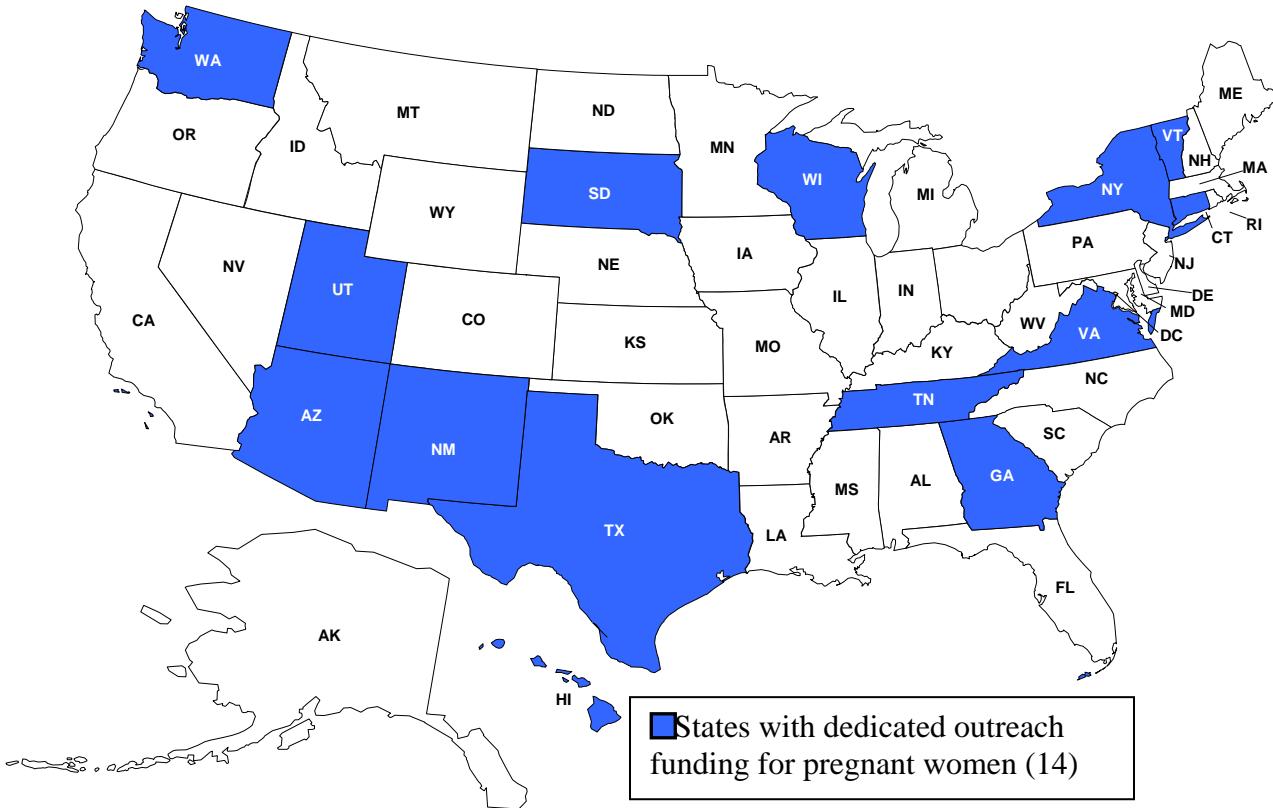 WA
MT
ND
ME
OR
ID
MN
VT
NH
MA
WI
SD
NY
MI
WY
RI
CT
PA
IA
NE
NV
NJ
UT
IL
IN
DE
MD
CA
CO
WV
DC
VA
KS
MO
KY
NC
TN
AZ
OK
AR
SC
NM
GA
AL
MS
TX
LA
FL
AK
HI
States with dedicated outreach
funding for pregnant women (14)